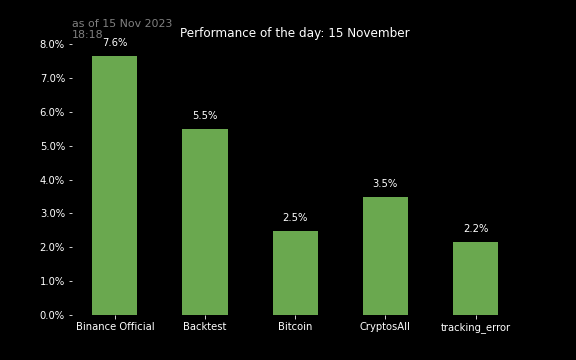 as of 15 Nov 2023
18:18
Performance of the day: 15 November
8.0%
7.0%
6.0%
5.0%
4.0%
3.0%
2.0%
1.0%
0.0%
7.6%
5.5%
2.5%
3.5%
2.2%
Binance Official
Backtest
Bitcoin
CryptosAll
tracking_error